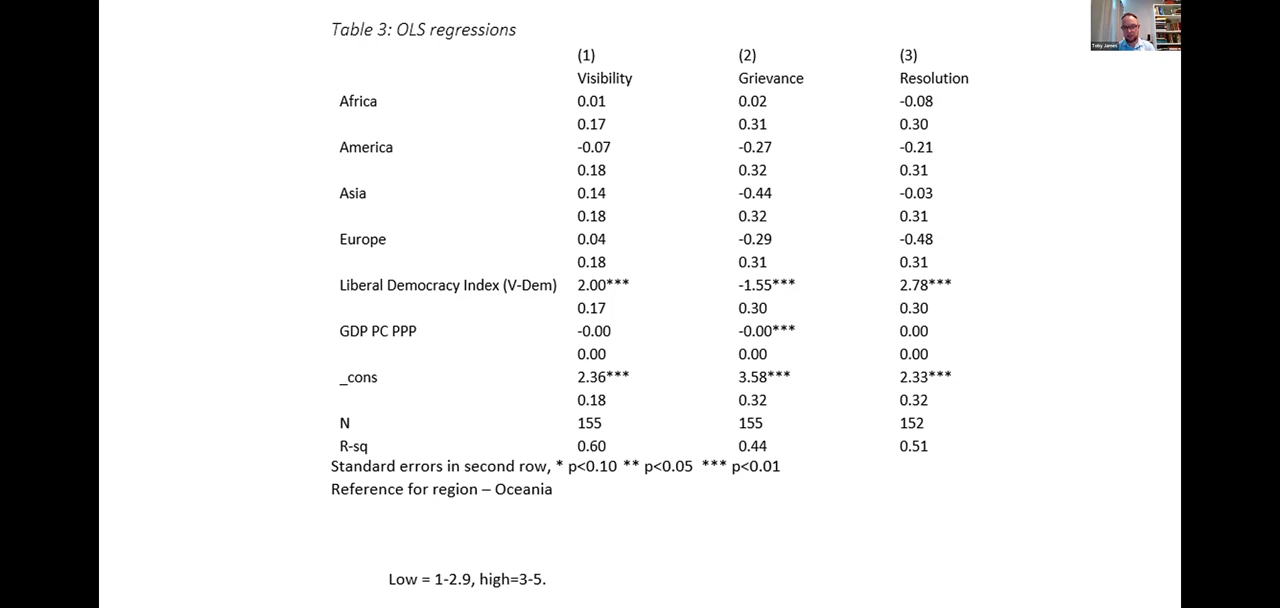 Table 3: OLS regressions
(1) (2) (3)
Visibility Grievance Resolution
Africa 0.01 0.02 -0.08
0.17 0.31 0.30
America -0.07 -0.27 -0.21
0.18 0.32 0.31
Asia 0.14 -0.44 -0.03
0.18 0.32 0.31
Europe 0.04 -0.29 -0.48
0.18 0.31 0.31
Liberal Democracy Index (V-Dem) 2.00*** -1.55*** 2.78***
0.17 0.30 0.30
GDP PC PPP -0.00 -0.00*** 0.00
0.00 0.00 0.00
_cons 2.36*** 3.58*** 2.33***
0.18 0.32 0.32
N 155 155 152
R-sq 0.60 0.44 0.51
Standard errors in second row, * p<0.10 ** p<0.05 *** p<0.01
Reference for region – Oceania
Low = 1-2.9, high=3-5.
Toby James